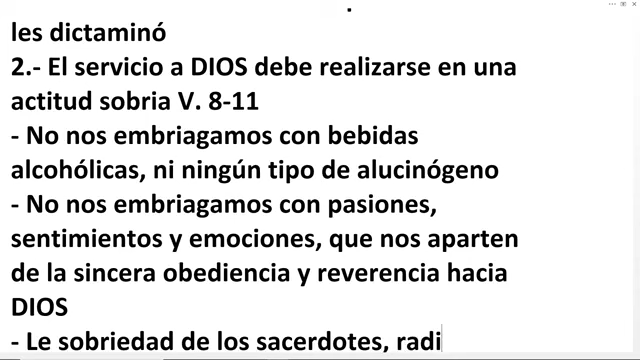 les dictaminó
2.- El servicio a DIOS debe realizarse en una
actitud sobria V. 8-11
- No nos embriagamos con bebidas
alcohólicas, ni ningún tipo de alucinógeno
- No nos embriagamos con pasiones,
sentimientos y emociones, que nos aparten
de la sincera obediencia y reverencia hacia
DIOS
- Le sobriedad de los sacerdotes, radi